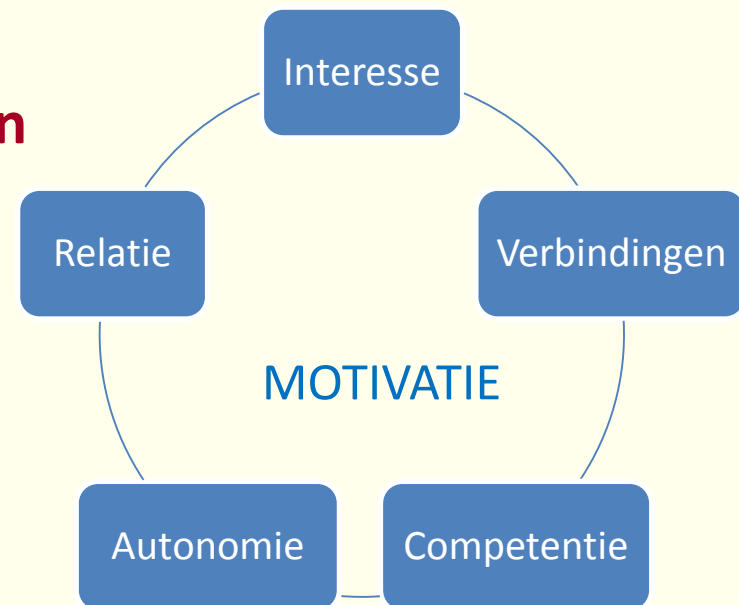 Interesse
n
Relatie
Verbindingen
MOTIVATIE
Autonomie
Competentie